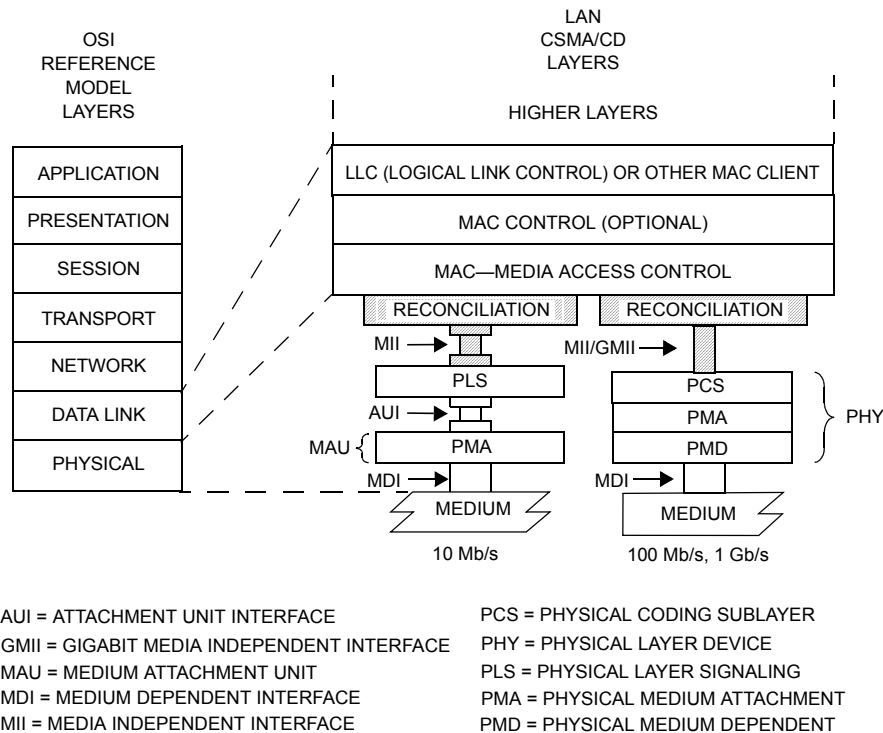 OSI
REFERENCE
MODEL
LAYERS
LAN
CSMA/CD
LAYERS
HIGHER LAYERS
APPLICATION
PRESENTATION
SESSION
TRANSPORT
NETWORK
DATA LINK
PHYSICAL
LLC (LOGICAL LINK CONTROL) OR OTHER MAC CLIENT
MAC CONTROL (OPTIONAL)
MAC—MEDIA ACCESS CONTROL
RECONCILIATION
MII
PLS
AUI
MAU
PMA
MDI
MEDIUM
10 Mb/s
RECONCILIATION
MII/GMII
PCS
PMA
PMD
PHY
MDI
MEDIUM
100 Mb/s, 1 Gb/s
AUI = ATTACHMENT UNIT INTERFACE
GMII = GIGABIT MEDIA INDEPENDENT INTERFACE
MAU = MEDIUM ATTACHMENT UNIT
MDI = MEDIUM DEPENDENT INTERFACE
MII = MEDIA INDEPENDENT INTERFACE
PCS = PHYSICAL CODING SUBLAYER
PHY = PHYSICAL LAYER DEVICE
PLS = PHYSICAL LAYER SIGNALING
PMA = PHYSICAL MEDIUM ATTACHMENT
PMD = PHYSICAL MEDIUM DEPENDENT